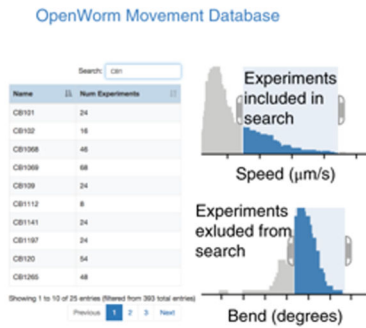 OpenWorm Movement Database
Search: CB1
Name Num Experiments
CB101 24
CB102 16
CB1068 46
CB1069 68
CB109 24
CB1112 8
CB1141 24
CB1197 24
CB120 54
CB1265 48
Showing 1 to 10 of 25 entries (filtered from 393 total entries)
Previous 1 2 3 Next
Experiments
included in
search
Speed (μm/s)
Experiments
exluded from
search
Bend (degrees)